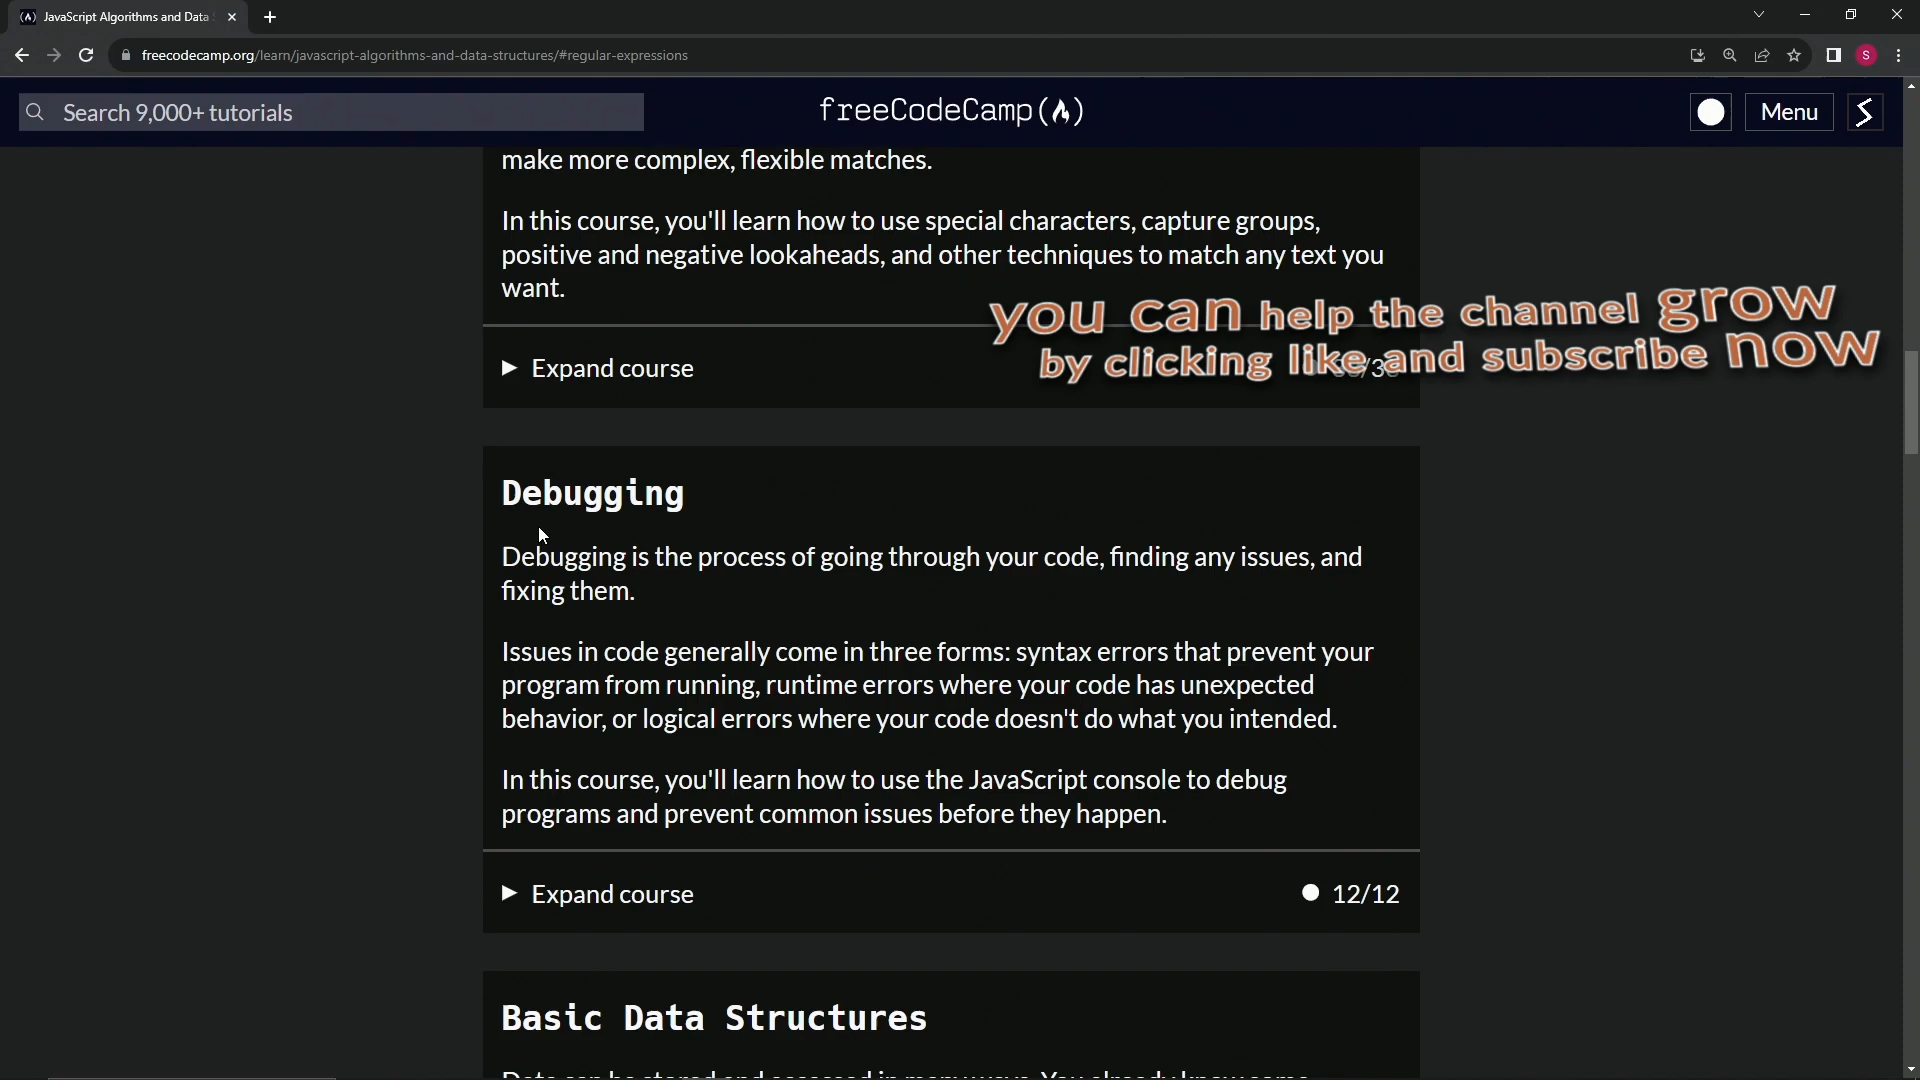 JavaScript Algorithms and Data
freecodecamp.org/learn/javascript-algorithms-and-data-structures/#regular-expressions
S
Search 9,000+ tutorials
freeCodeCamp
Menu
make more complex, flexible matches.
In this course, you'll learn how to use special characters, capture groups,
positive and negative lookaheads, and other techniques to match any text you
want.
you can help the channel grow
by clicking like and subscribe now
Expand course
Debugging
Debugging is the process of going through your code, finding any issues, and
fixing them.
Issues in code generally come in three forms: syntax errors that prevent your
program from running, runtime errors where your code has unexpected
behavior, or logical errors where your code doesn't do what you intended.
In this course, you'll learn how to use the JavaScript console to debug
programs and prevent common issues before they happen.
Expand course 12/12
Basic Data Structures